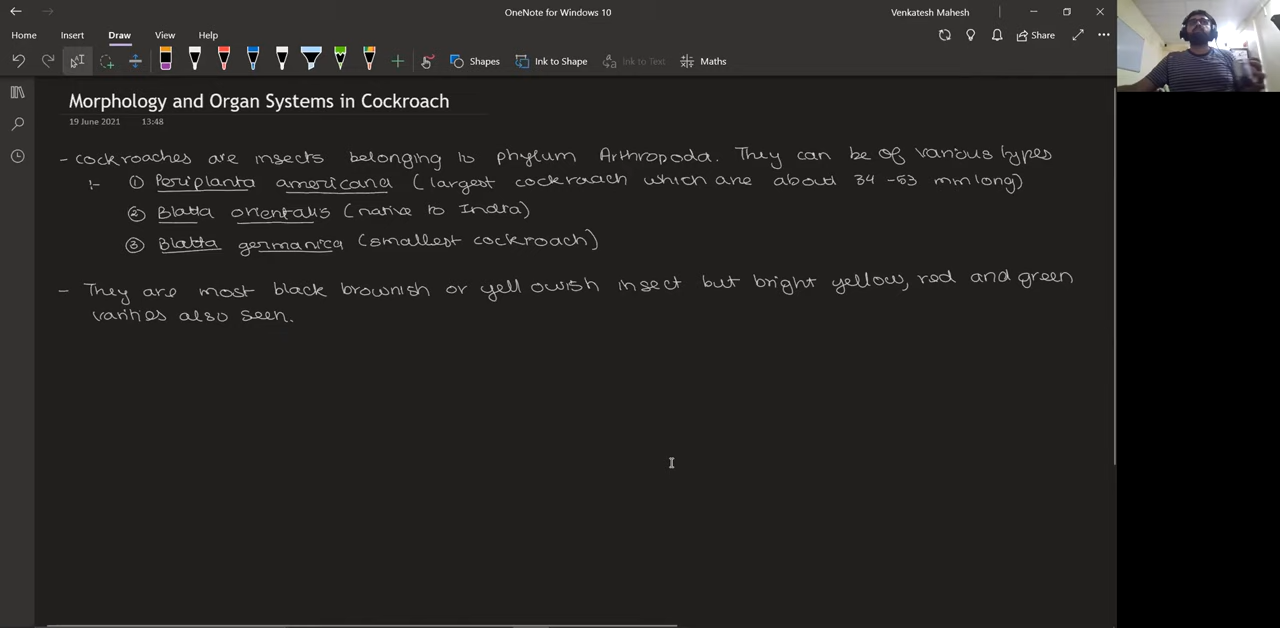 OneNote for Windows 10
Venkatesh Mahesh
Home Insert Draw View Help
Share
Shapes Ink to Shape Ink to Text Maths
Morphology and Organ Systems in Cockroach
19 June 2021 13:48
- Cockroaches are insects belonging to phylum Arthropoda. They can be of various types
:- ① Periplanta americana (largest cockroach which are about 34 -53 mm long)
② Blatta orientalis (native to India)
③ Blatta germanica (smallest cockroach)
- They are most black brownish or yellowish insect but bright yellow, red and green
varities also seen.